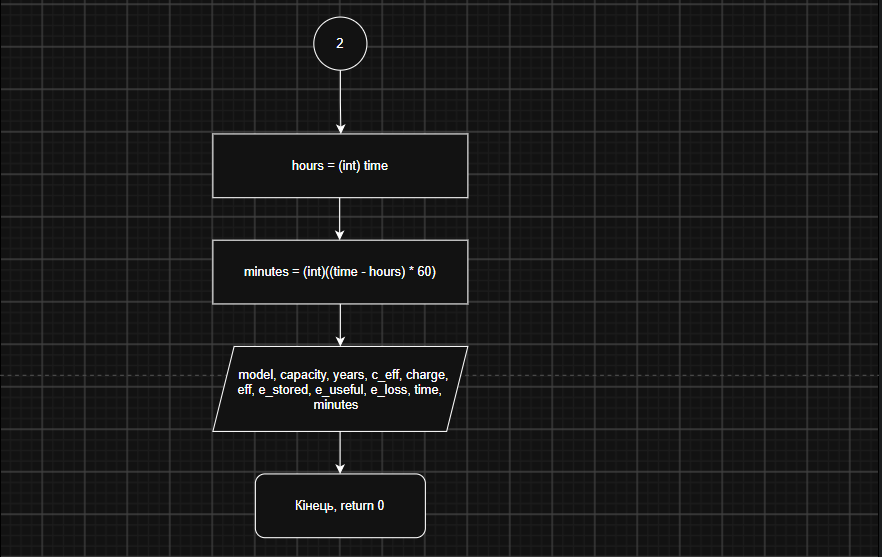 2
hours = (int) time
minutes = (int)((time - hours) * 60)
model, capacity, years, c_eff, charge,
eff, e_stored, e_useful, e_loss, time,
minutes
Кінець, return 0